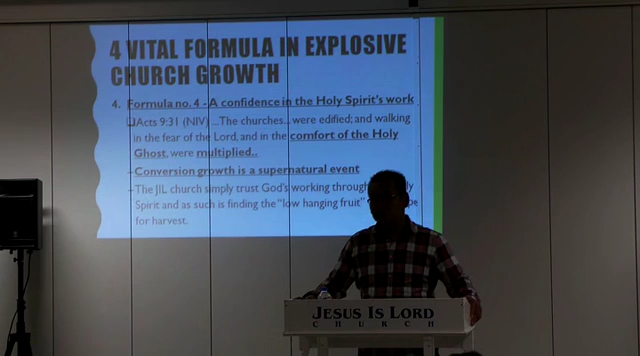 4 VITAL FORMULA IN EXPLOSIVE
CHURCH GROWTH
4. Formula no. 4 - A confidence in the Holy Spirit's work
Acts 9:31 (NIV) ...The churches... were edified; and walking
in the fear of the Lord, and in the comfort of the Holy
Ghost, were multiplied..
–Conversion growth is a supernatural event
–The JIL church simply trust God's working through
Spirit and as such is finding the "low hanging fruit"
for harvest.
JESUS IS LORD
CHURCH